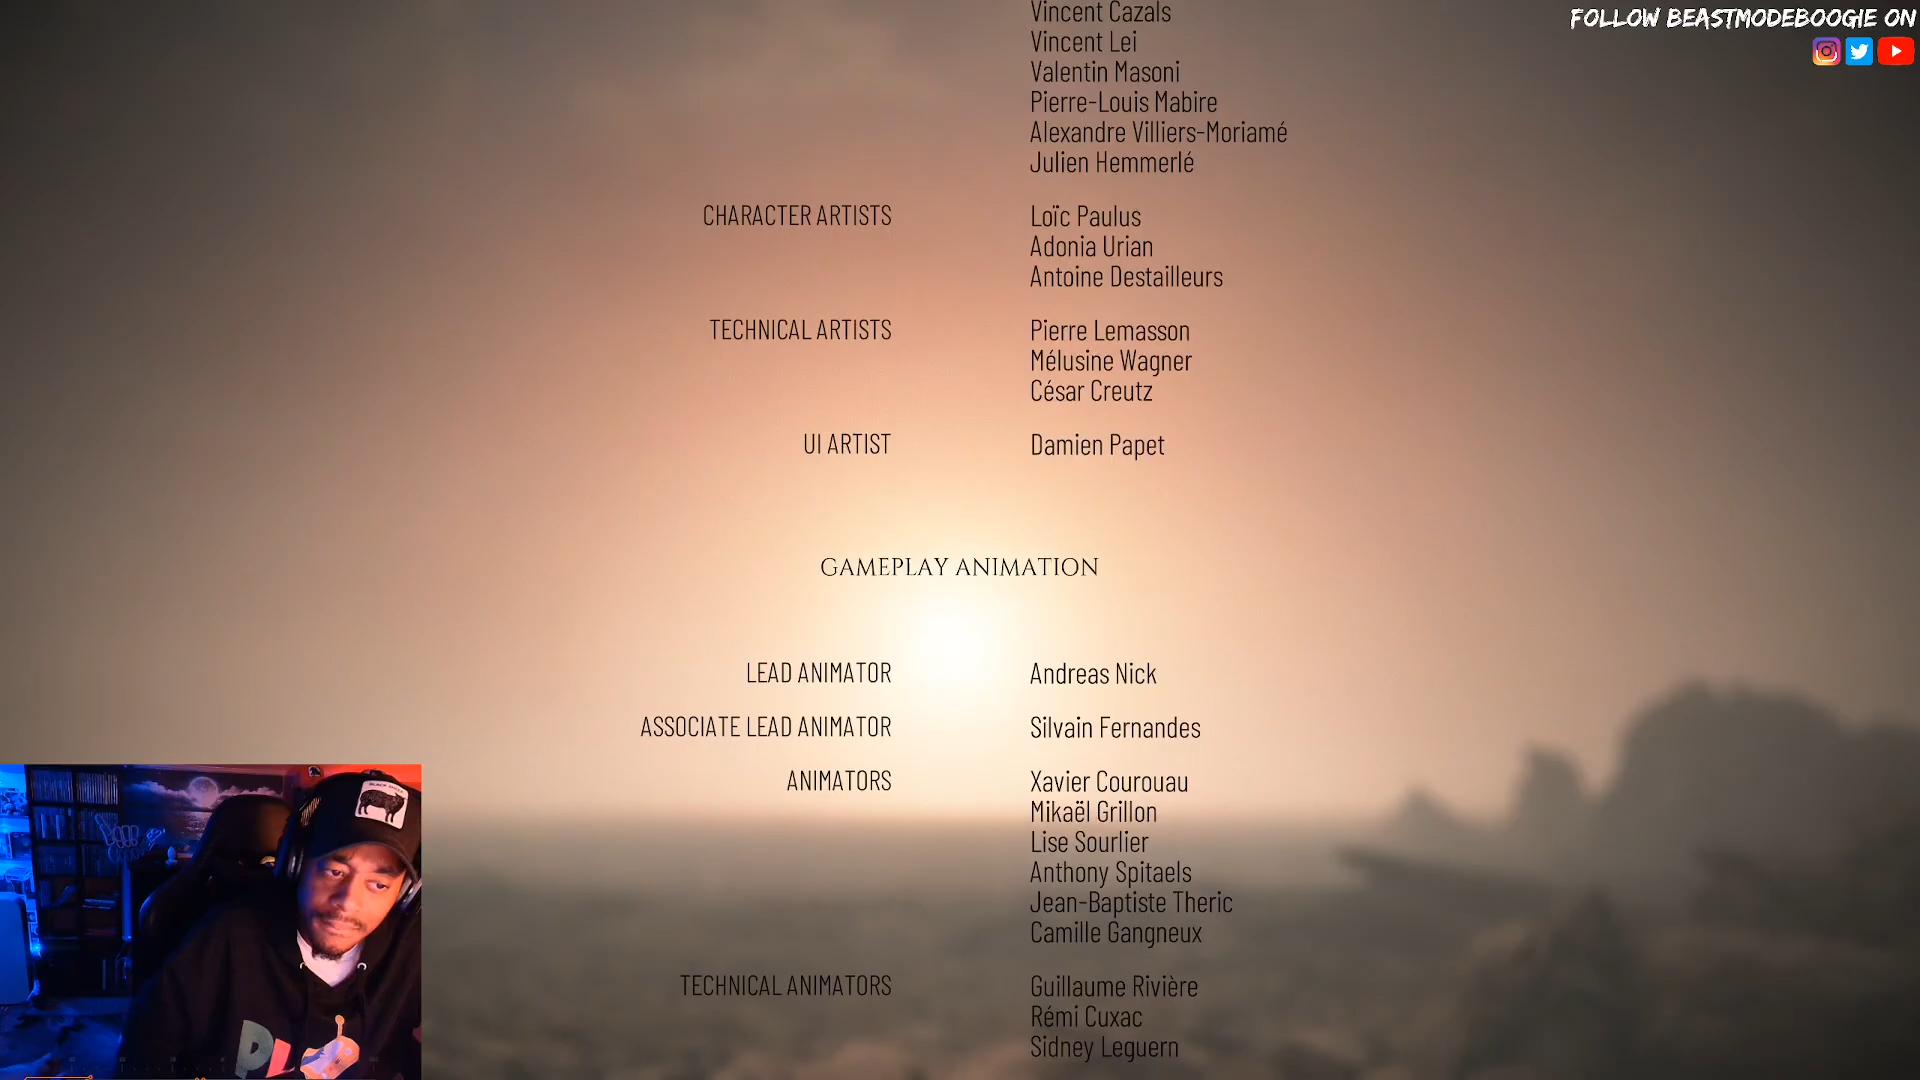 FOLLOW BEASTMODEBOOGIE ON
Vincent Cazals
Vincent Lei
Valentin Masoni
Pierre-Louis Mabire
Alexandre Villiers-Moriamé
Julien Hemmerlé
CHARACTER ARTISTS Loïc Paulus
Adonia Urian
Antoine Destailleurs
TECHNICAL ARTISTS Pierre Lemasson
Mélusine Wagner
César Creutz
UI ARTIST Damien Papet
GAMEPLAY ANIMATION
LEAD ANIMATOR Andreas Nick
ASSOCIATE LEAD ANIMATOR Silvain Fernandes
ANIMATORS Xavier Courouau
Mikaël Grillon
Lise Sourlier
Anthony Spitaels
Jean-Baptiste Theric
Camille Gangneux
TECHNICAL ANIMATORS Guillaume Rivière
Rémi Cuxac
Sidney Leguern